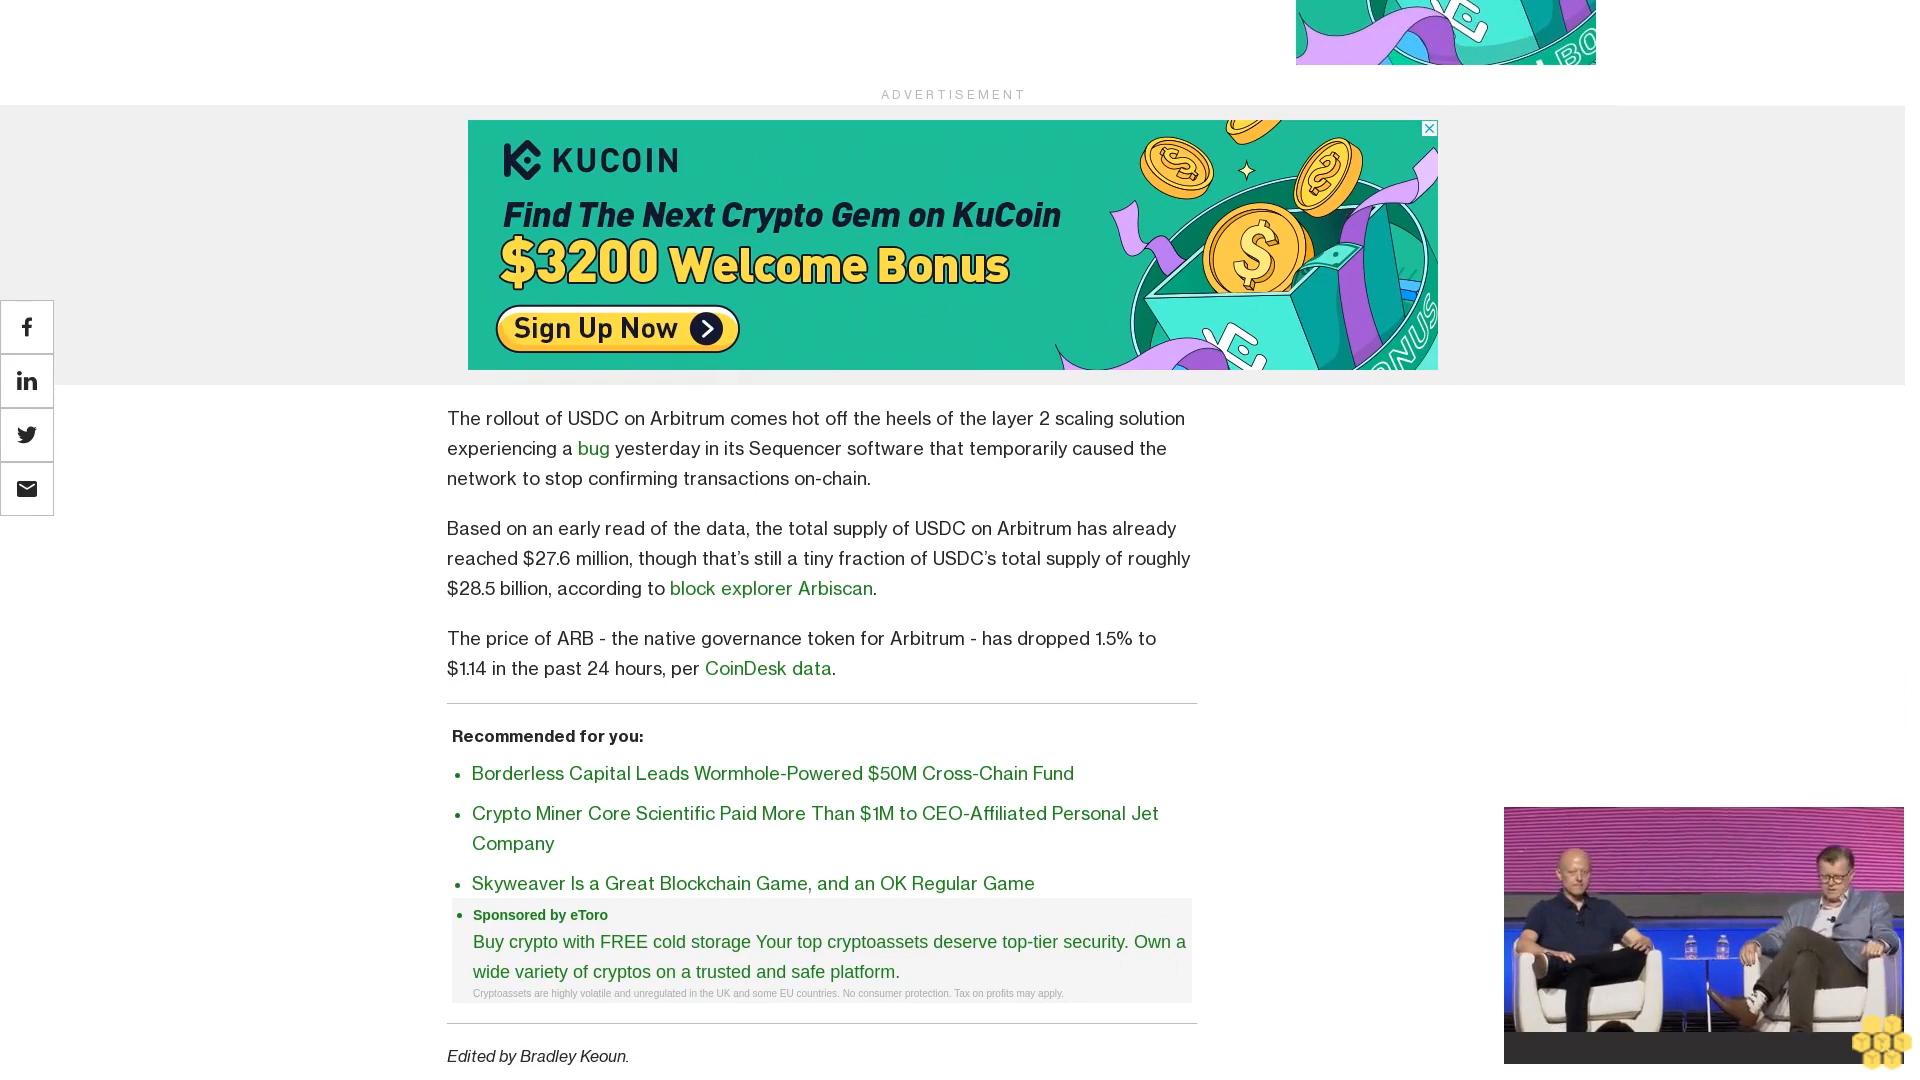 ADVERTISEMENT
KUCOIN
Find The Next Crypto Gem on KuCoin
$3200 Welcome Bonus
Sign Up Now
BONUS
The rollout of USDC on Arbitrum comes hot off the heels of the layer 2 scaling solution
experiencing a bug yesterday in its Sequencer software that temporarily caused the
network to stop confirming transactions on-chain.
Based on an early read of the data, the total supply of USDC on Arbitrum has already
reached $27.6 million, though that’s still a tiny fraction of USDC’s total supply of roughly
$28.5 billion, according to block explorer Arbiscan.
The price of ARB - the native governance token for Arbitrum - has dropped 1.5% to
$1.14 in the past 24 hours, per CoinDesk data.
Recommended for you:
• Borderless Capital Leads Wormhole-Powered $50M Cross-Chain Fund
• Crypto Miner Core Scientific Paid More Than $1M to CEO-Affiliated Personal Jet
Company
• Skyweaver Is a Great Blockchain Game, and an OK Regular Game
• Sponsored by eToro
Buy crypto with FREE cold storage Your top cryptoassets deserve top-tier security. Own a
wide variety of cryptos on a trusted and safe platform.
Cryptoassets are highly volatile and unregulated in the UK and some EU countries. No consumer protection. Tax on profits may apply.
Edited by Bradley Keoun.